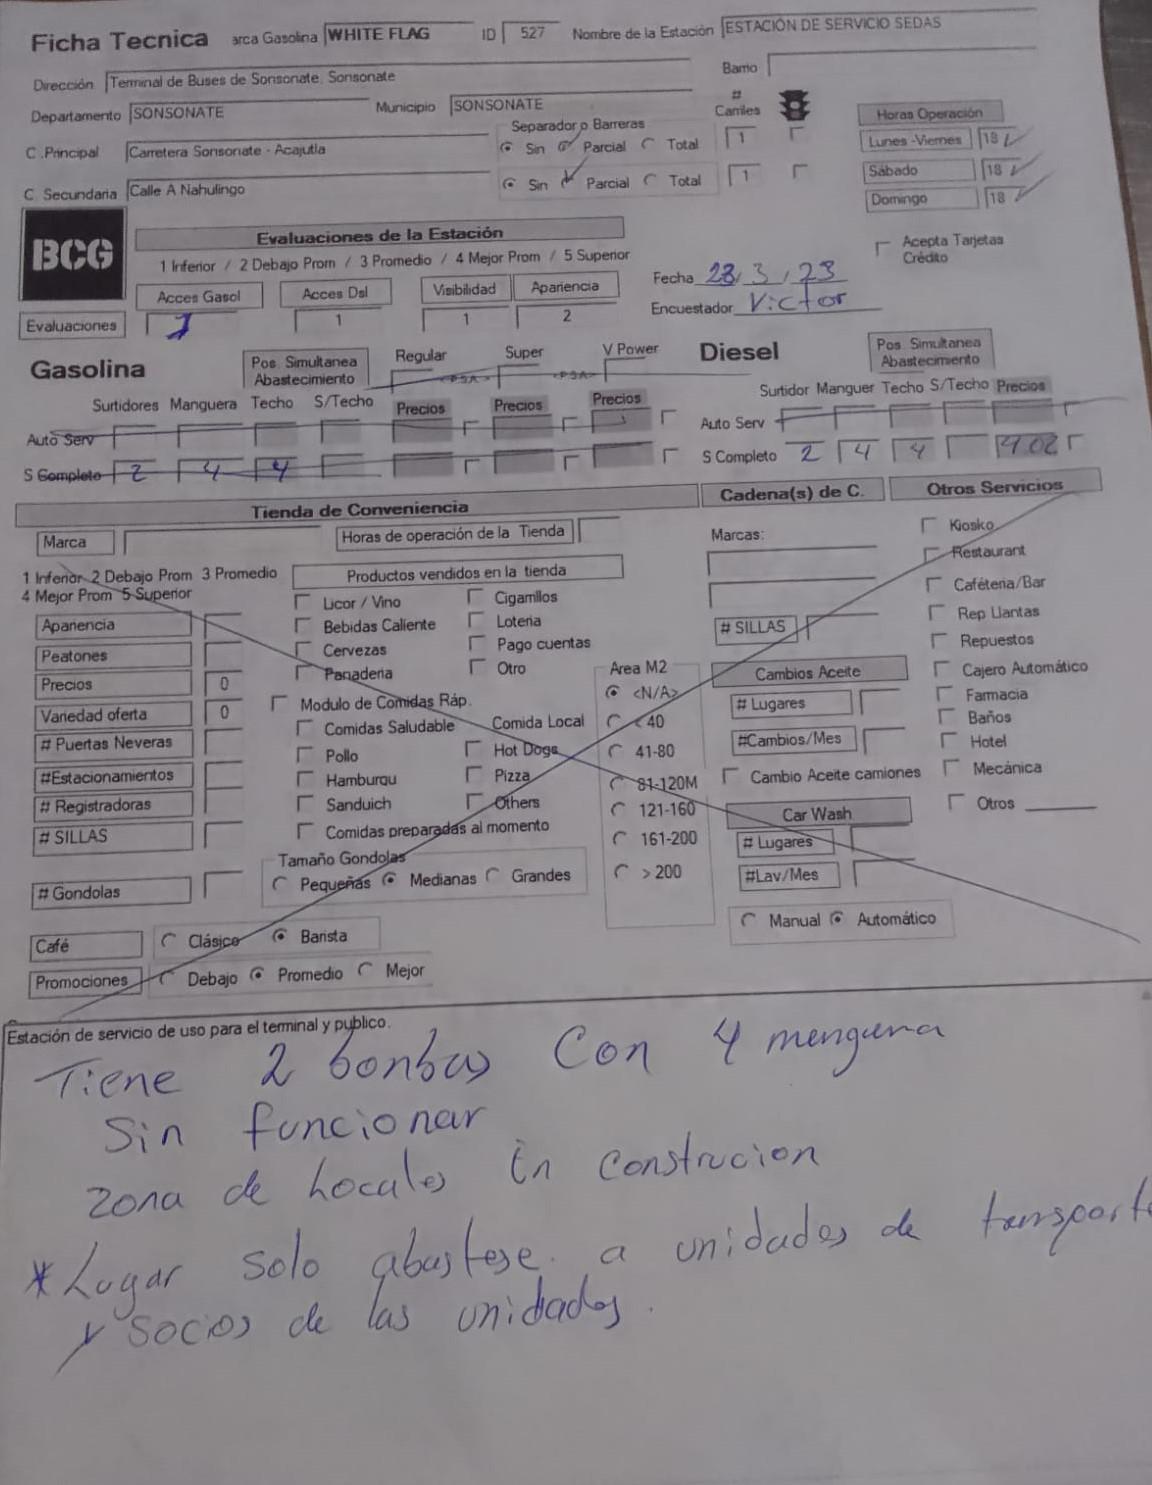 Ficha Tecnica arca Gasolina WHITE FLAG ID 527 Nombre de la Estación ESTACIÓN DE SERVICIO SEDAS
Dirección Terminal de Buses de Sonsonate, Sonsonate Barrio
Departamento SONSONATE Municipio SONSONATE # Carriles
Separador o Barreras Horas Operación
C .Principal Carretera Sonsonate - Acajutla Sin Parcial Total 1 Lunes -Viernes 18
C. Secundaria Calle A Nahulingo Sin Parcial Total 1 Sábado 18
Domingo 18
BCG Evaluaciones de la Estación
1 Inferior / 2 Debajo Prom / 3 Promedio / 4 Mejor Prom / 5 Superior
Acepta Tarjetas Crédito
Acces Gasol Acces Dsl Visibilidad Apariencia Fecha 23/3/23
Evaluaciones 1 1 1 2 Encuestador Victor
Gasolina Pos. Simultanea Abastecimiento Regular Super V Power Diesel Pos. Simultanea Abastecimiento
<PSA> <PSA>
Surtidores Manguera Techo S/Techo Precios Precios Precios Surtidor Manguer Techo S/Techo Precios
Auto Serv Auto Serv
S Completo 2 4 4 S Completo 2 4 4 4.02
Tienda de Conveniencia Cadena(s) de C. Otros Servicios
Marca Horas de operación de la Tienda Marcas: Kiosko
1 Inferior 2 Debajo Prom 3 Promedio
4 Mejor Prom 5 Superior
Productos vendidos en la tienda Restaurant
Licor / Vino Cigarrillos Caféteria/Bar
Apariencia Bebidas Caliente Loteria # SILLAS Rep Llantas
Peatones Cervezas Pago cuentas Repuestos
Precios 0 Panaderia Otro Area M2 Cambios Aceite Cajero Automático
Variedad oferta 0 Modulo de Comidas Ráp. <N/A> # Lugares Farmacia
Comidas Saludable Comida Local < 40 Baños
# Puertas Neveras Pollo Hot Dogs 41-80 #Cambios/Mes Hotel
#Estacionamientos Hamburqu Pizza 81-120M Cambio Aceite camiones Mecánica
# Registradoras Sanduich Others 121-160 Car Wash Otros
# SILLAS Comidas preparadas al momento 161-200 # Lugares
Tamaño Gondolas
# Gondolas Pequeñas Medianas Grandes > 200 #Lav/Mes
Café Clásico Barista Manual Automático
Promociones Debajo Promedio Mejor
Estación de servicio de uso para el terminal y publico.
Tiene 2 bonbas Con 4 mengura
Sin funcionar
zona de Locales En construcion
* Lugar solo abastese a unidades de transporte
y socios de las unidades.